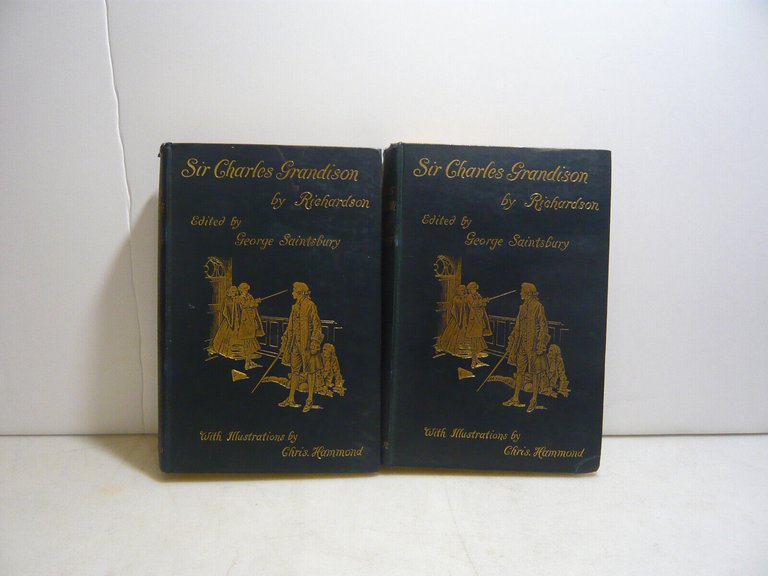 Sir Charles Grandison
by Richardson
Edited by
George Saintsbury
With Illustrations by
Chris. Hammond
Sir Charles Grandison
by Richardson
Edited by
George Saintsbury
With Illustrations by
Chris. Hammond